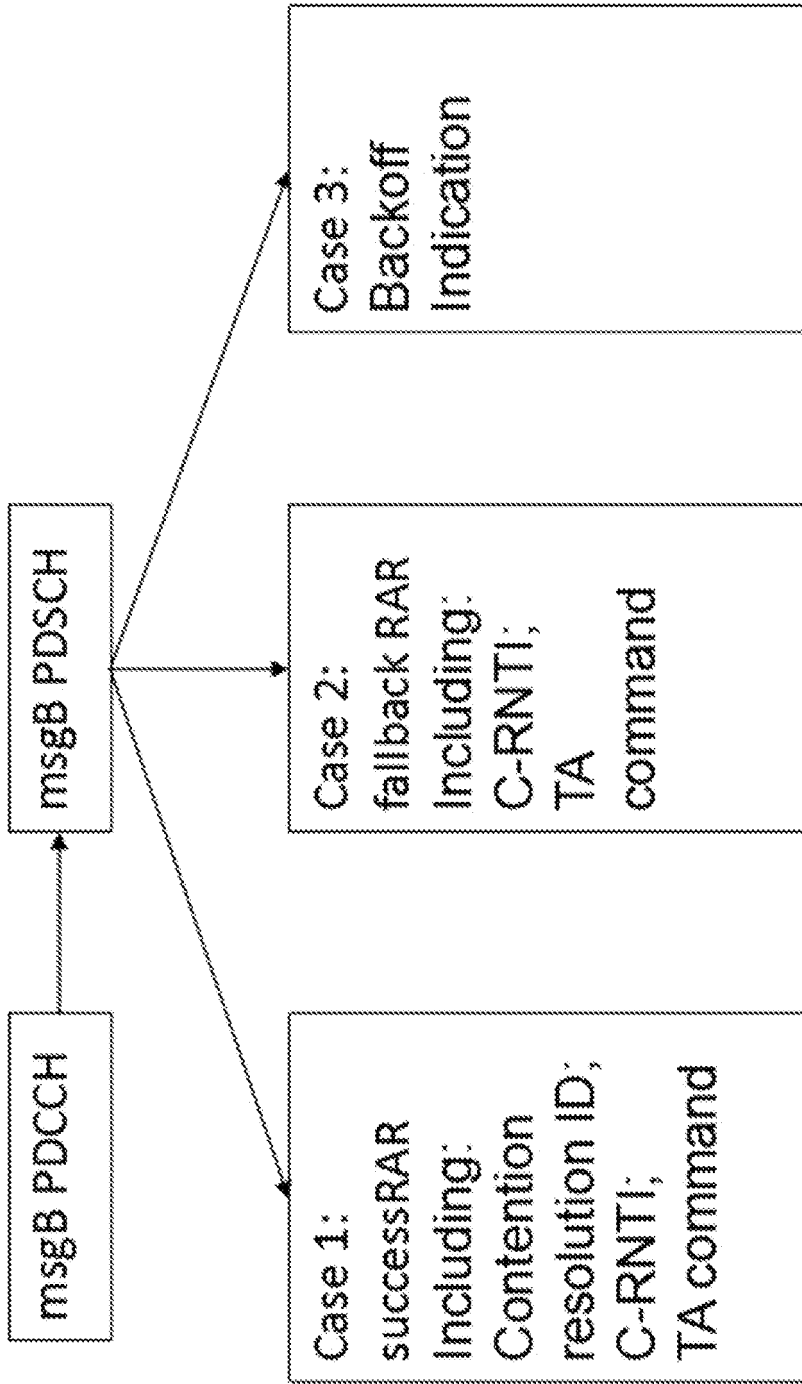 msgB PDCCH
msgB PDSCH
Case 1:
successRAR
Including:
Contention
resolution ID;
C-RNTI;
TA command
Case 2:
fallback RAR
Including:
C-RNTI;
TA
command
Case 3:
Backoff
Indication